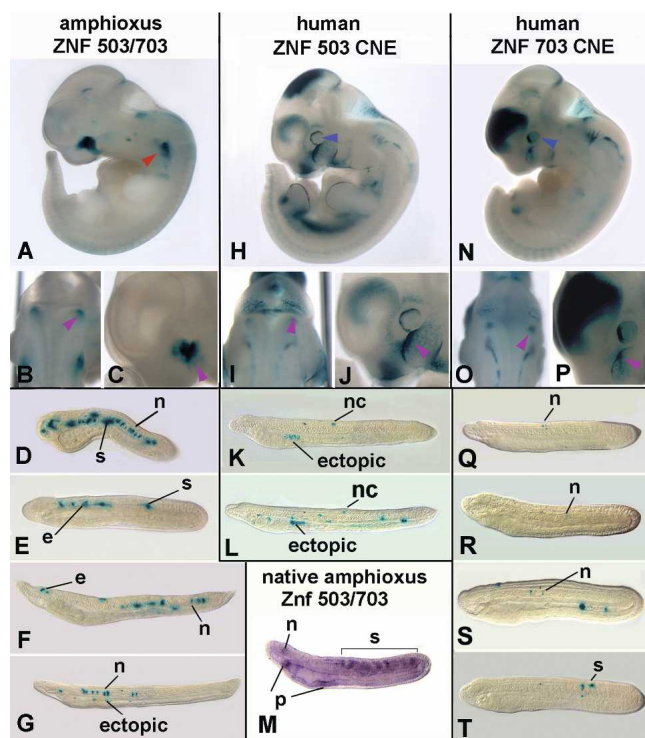 amphioxus
ZNF 503/703
human
ZNF 503 CNE
human
ZNF 703 CNE
A
H
N
B
C
I
J
O
P
D
n
s
E
e
s
F
e
n
G
n
ectopic
K
nc
ectopic
L
nc
ectopic
native amphioxus
Znf 503/703
n
s
p
M
Q
n
R
n
S
n
T
s